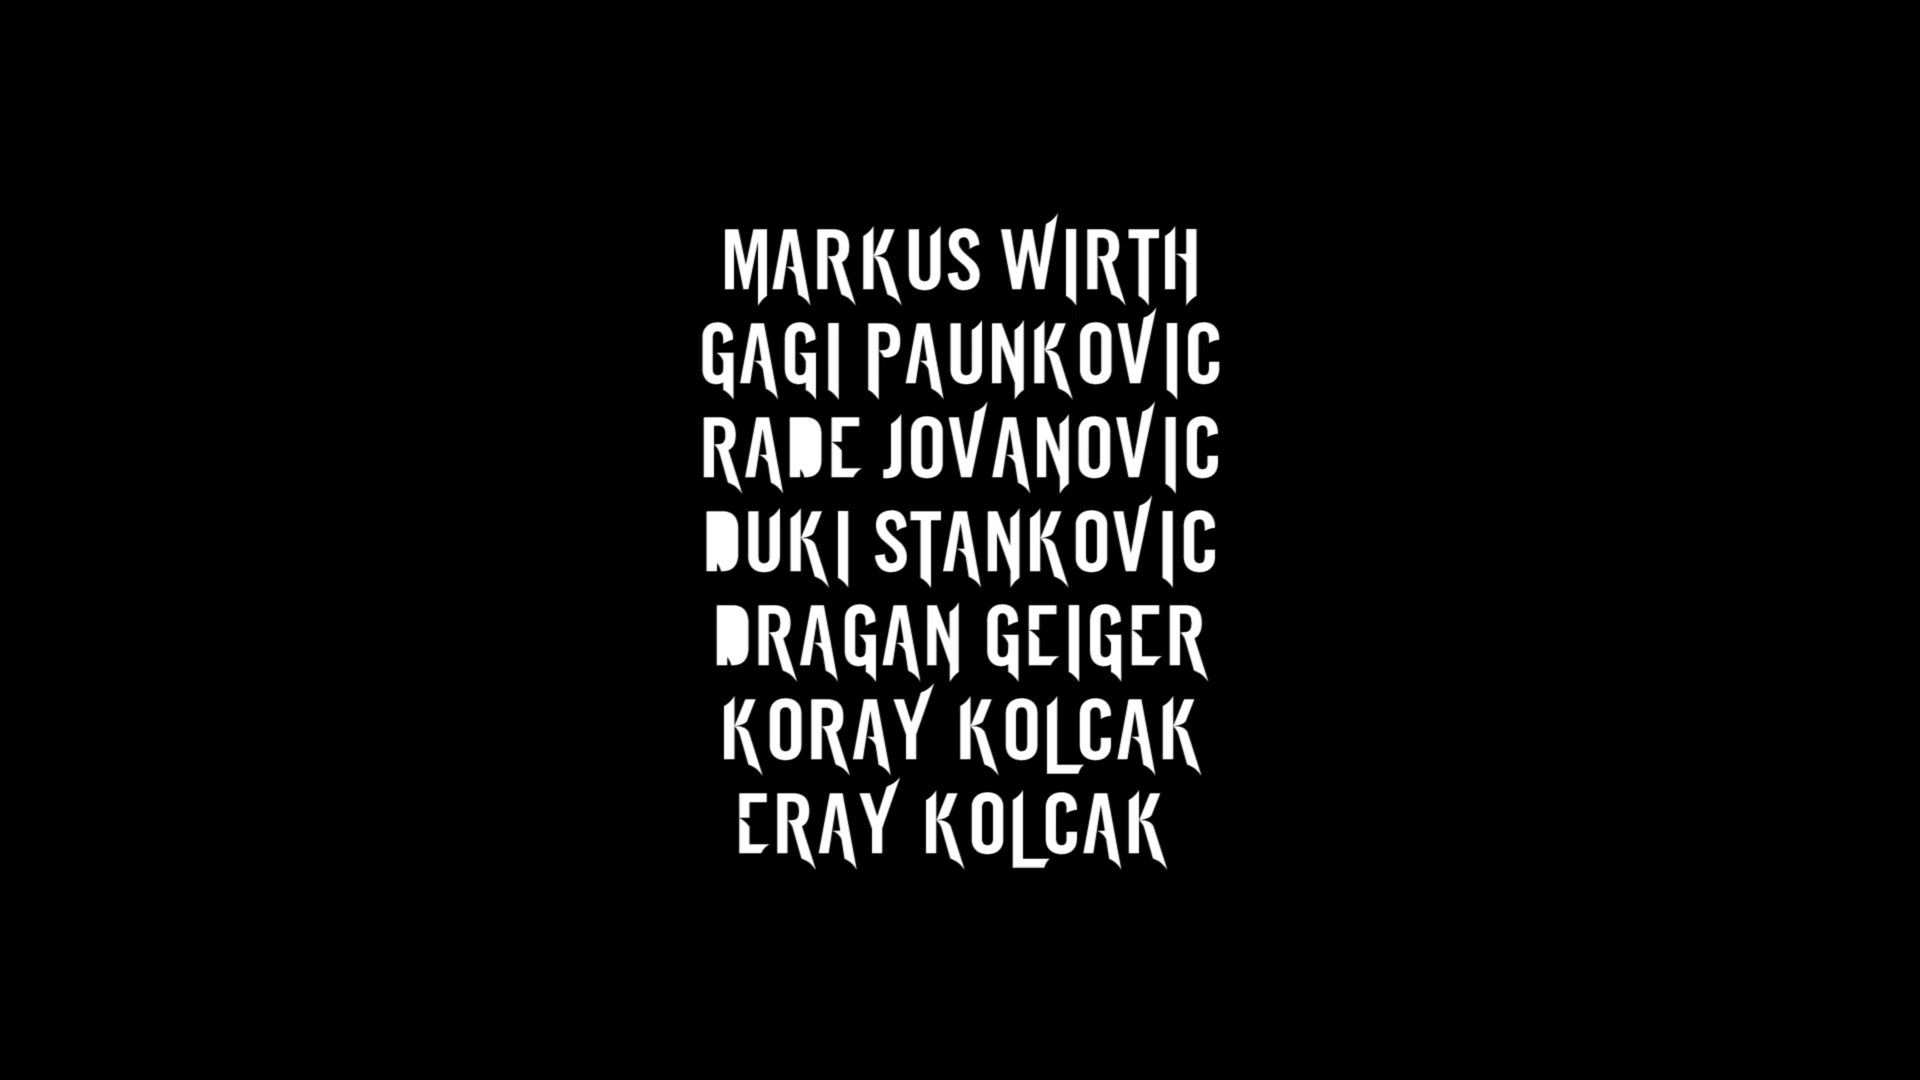 MARKUS WIRTH
GAGI PAUNKOVIC
RADE JOVANOVIC
DUKI STANKOVIC
DRAGAN GEIGER
KORAY KOLCAK
ERAY KOLCAK